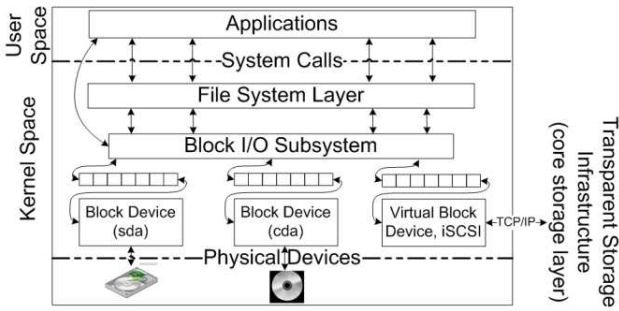 User
Space
Applications
System Calls
File System Layer
Kernel Space
Block I/O Subsystem
Block Device
(sda)
Block Device
(cda)
Virtual Block
Device, iSCSI
TCP/IP
Physical Devices
Transparent Storage
Infrastructure
(core storage layer)